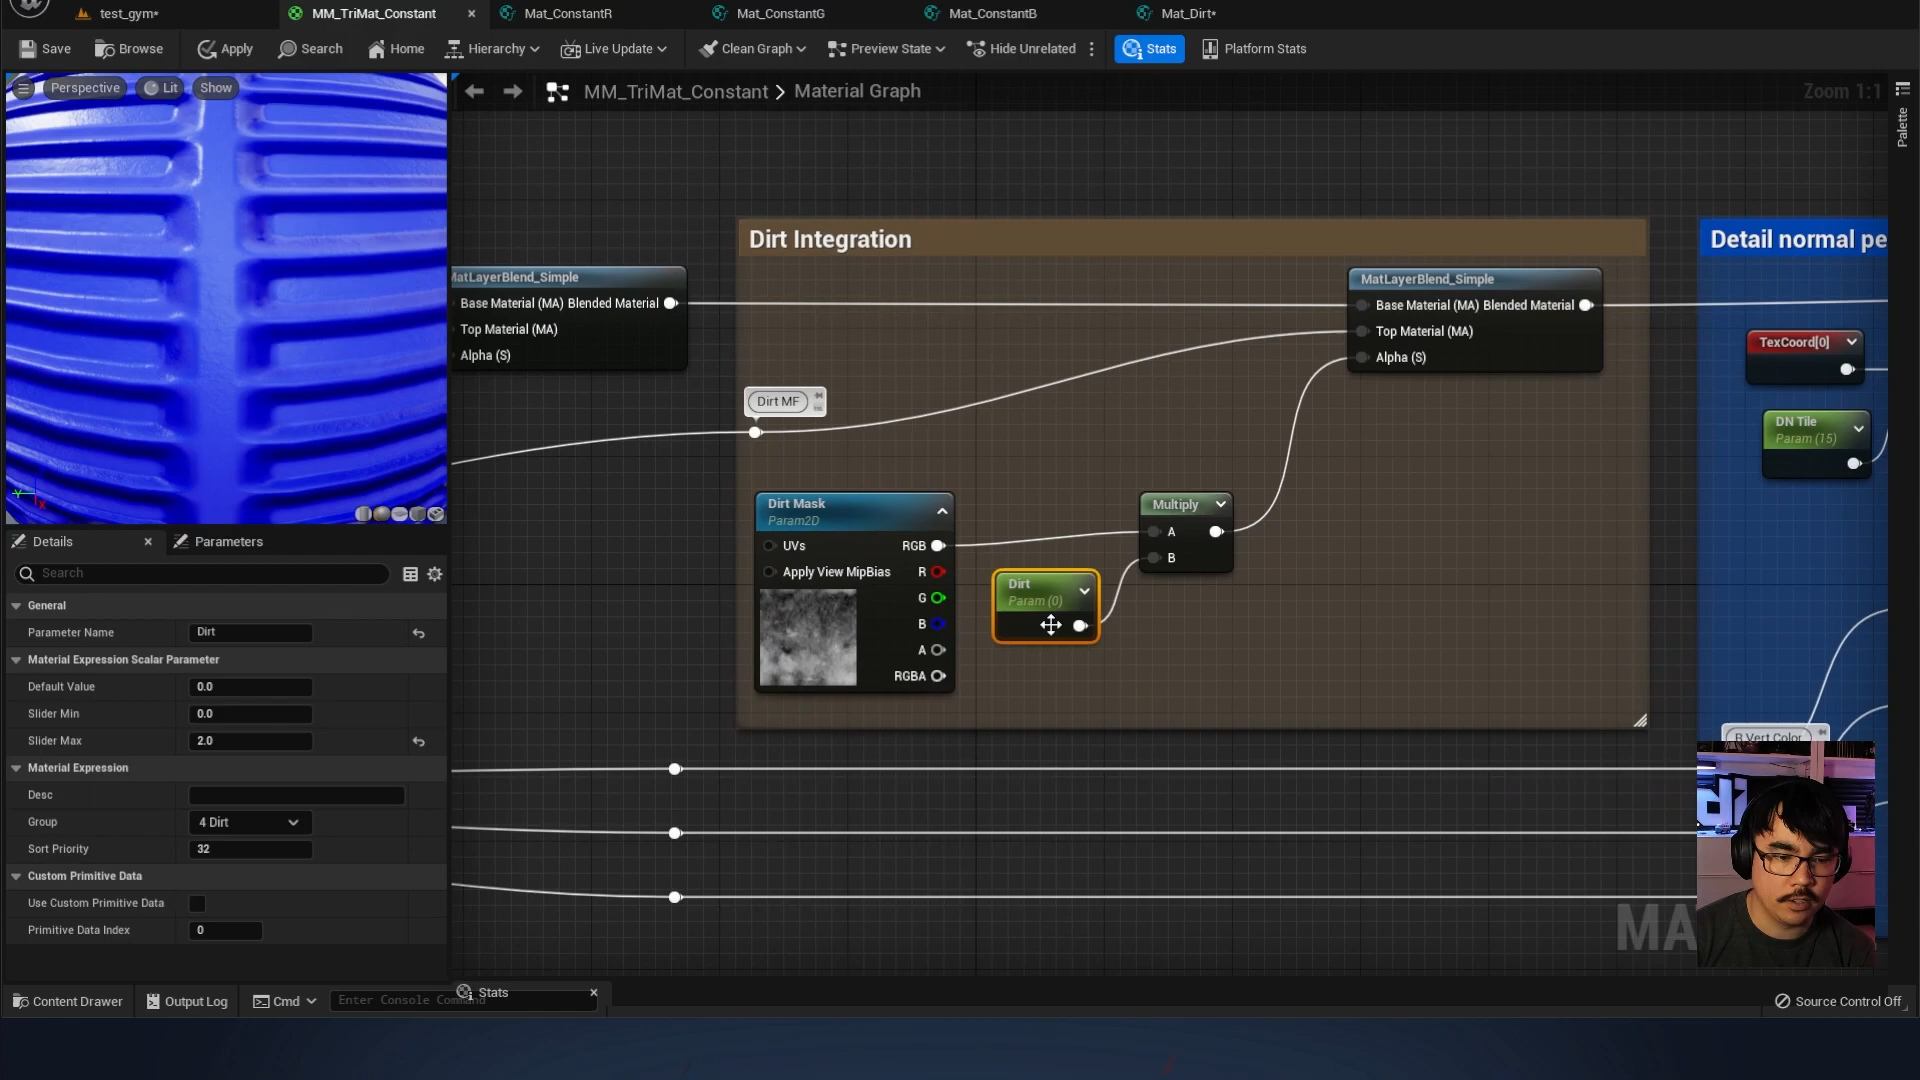 test_gym*
MM_TriMat_Constant
Mat_ConstantR
Mat_ConstantG
Mat_ConstantB
Mat_Dirt*
Save
Browse
Apply
Search
Home
Hierarchy
Live Update
Clean Graph
Preview State
Hide Unrelated
Stats
Platform Stats
Perspective
Lit
Show
MM_TriMat_Constant > Material Graph
Zoom 1:1
Palette
Dirt Integration
Detail normal pe
MatLayerBlend_Simple
Base Material (MA) Blended Material
Top Material (MA)
Alpha (S)
MatLayerBlend_Simple
Base Material (MA) Blended Material
Top Material (MA)
Alpha (S)
TexCoord[0]
Dirt MF
DN Tile
Param (15)
Dirt Mask
Param2D
UVs
RGB
Apply View MipBias
R
G
B
A
RGBA
Multiply
A
B
Dirt
Param (0)
R Vert Color
MA
Details
Parameters
Search
General
Parameter Name
Dirt
Material Expression Scalar Parameter
Default Value
0.0
Slider Min
0.0
Slider Max
2.0
Material Expression
Desc
Group
4 Dirt
Sort Priority
32
Custom Primitive Data
Use Custom Primitive Data
Primitive Data Index
0
Content Drawer
Output Log
Cmd
Enter Console Command
Stats
Source Control Off